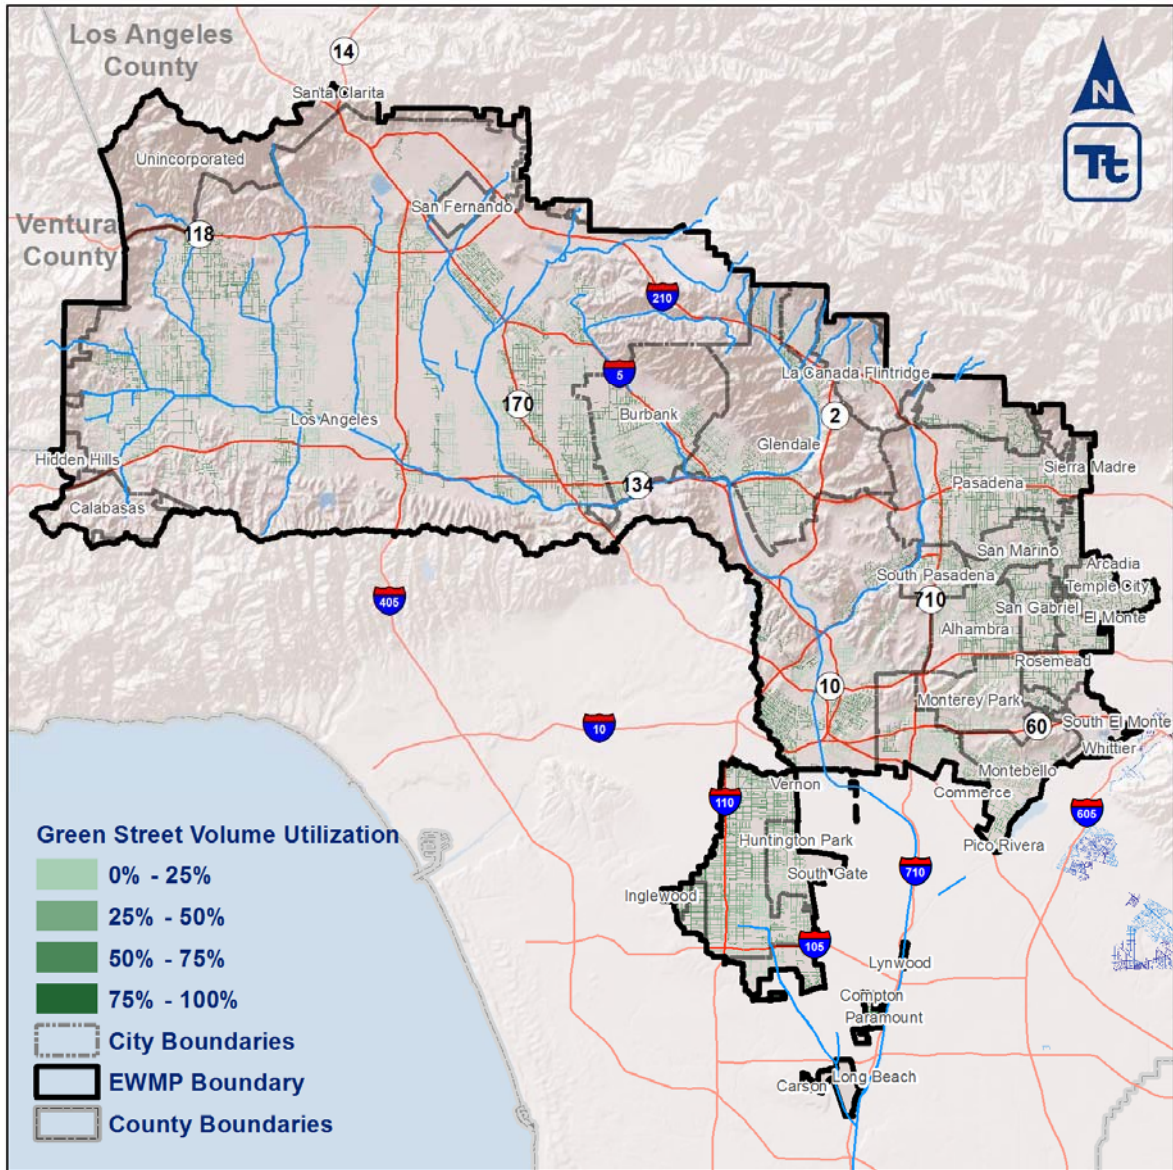 Los Angeles
County
14
Santa Clarita
N
Tt
Unincorporated
San Fernando
Ventura
County
118
210
5
La Canada Flintridge
170
Burbank
2
Los Angeles
Glendale
Hidden Hills
Sierra Madre
134
Pasadena
Calabasas
San Marino
Arcadia
South Pasadena
Temple City
405
710
San Gabriel
El Monte
Alhambra
Rosemead
10
Monterey Park
10
60
South El Monte
Whittier
Montebello
Vernon
Commerce
110
605
Green Street Volume Utilization
Huntington Park
Pico Rivera
0% - 25%
South Gate
710
Inglewood
25% - 50%
105
50% - 75%
Lynwood
75% - 100%
Compton
Paramount
City Boundaries
EWMP Boundary
Long Beach
Carson
County Boundaries